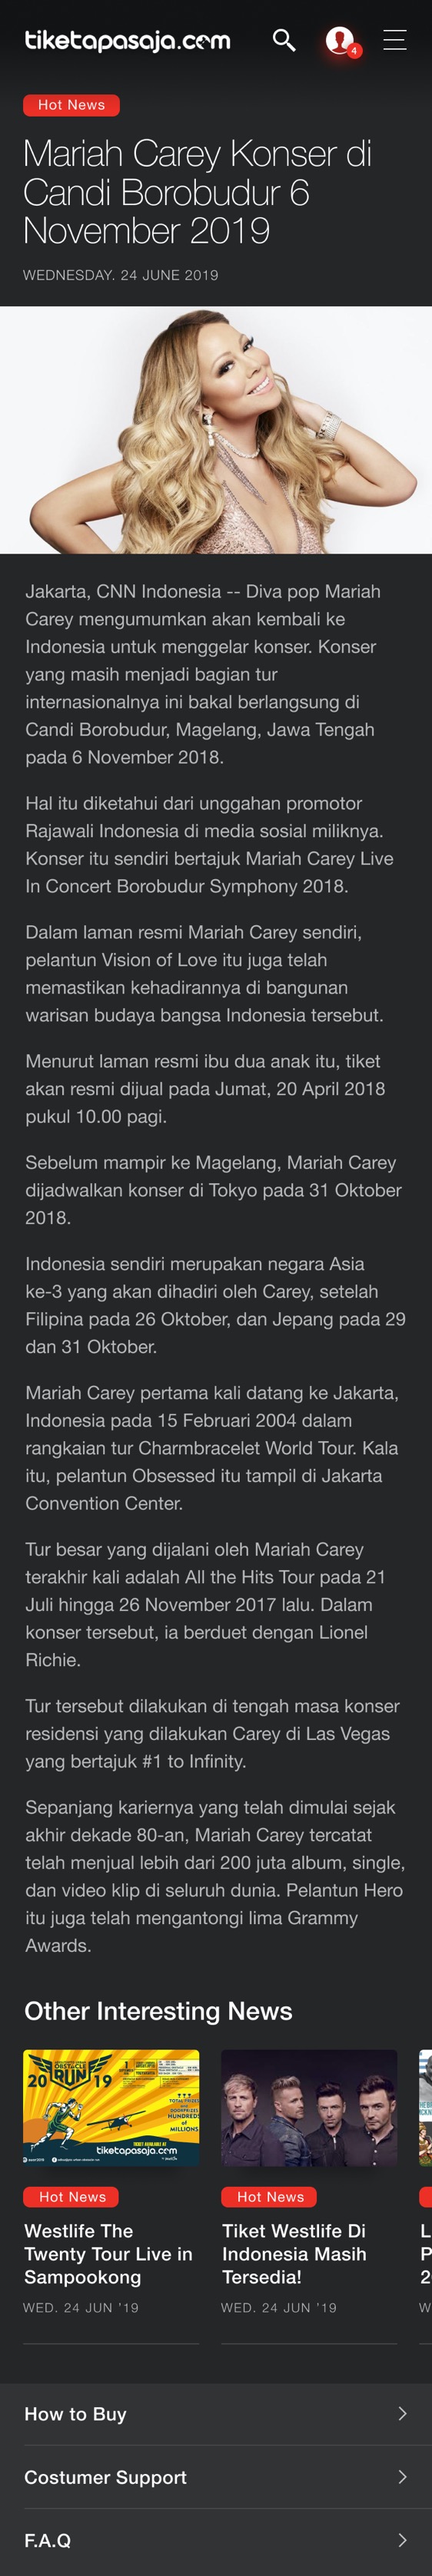 tiketapasaja.com
4
Hot News
Mariah Carey Konser di
Candi Borobudur 6
November 2019
WEDNESDAY. 24 JUNE 2019
Jakarta, CNN Indonesia -- Diva pop Mariah
Carey mengumumkan akan kembali ke
Indonesia untuk menggelar konser. Konser
yang masih menjadi bagian tur
internasionalnya ini bakal berlangsung di
Candi Borobudur, Magelang, Jawa Tengah
pada 6 November 2018.
Hal itu diketahui dari unggahan promotor
Rajawali Indonesia di media sosial miliknya.
Konser itu sendiri bertajuk Mariah Carey Live
In Concert Borobudur Symphony 2018.
Dalam laman resmi Mariah Carey sendiri,
pelantun Vision of Love itu juga telah
memastikan kehadirannya di bangunan
warisan budaya bangsa Indonesia tersebut.
Menurut laman resmi ibu dua anak itu, tiket
akan resmi dijual pada Jumat, 20 April 2018
pukul 10.00 pagi.
Sebelum mampir ke Magelang, Mariah Carey
dijadwalkan konser di Tokyo pada 31 Oktober
2018.
Indonesia sendiri merupakan negara Asia
ke-3 yang akan dihadiri oleh Carey, setelah
Filipina pada 26 Oktober, dan Jepang pada 29
dan 31 Oktober.
Mariah Carey pertama kali datang ke Jakarta,
Indonesia pada 15 Februari 2004 dalam
rangkaian tur Charmbracelet World Tour. Kala
itu, pelantun Obsessed itu tampil di Jakarta
Convention Center.
Tur besar yang dijalani oleh Mariah Carey
terakhir kali adalah All the Hits Tour pada 21
Juli hingga 26 November 2017 lalu. Dalam
konser tersebut, ia berduet dengan Lionel
Richie.
Tur tersebut dilakukan di tengah masa konser
residensi yang dilakukan Carey di Las Vegas
yang bertajuk #1 to Infinity.
Sepanjang kariernya yang telah dimulai sejak
akhir dekade 80-an, Mariah Carey tercatat
telah menjual lebih dari 200 juta album, single,
dan video klip di seluruh dunia. Pelantun Hero
itu juga telah mengantongi lima Grammy
Awards.
Other Interesting News
OBSTACLE
20 RUN 19
TOTAL PRIZES
AND
DOORPRIZES
HUNDREDS
of
MILLIONS
TICKET AVAILABLE AT
tiketapasaja.com
Hot News
Westlife The
Twenty Tour Live in
Sampookong
WED. 24 JUN '19
Hot News
Tiket Westlife Di
Indonesia Masih
Tersedia!
WED. 24 JUN '19
L
P
2
W
How to Buy
Costumer Support
F.A.Q